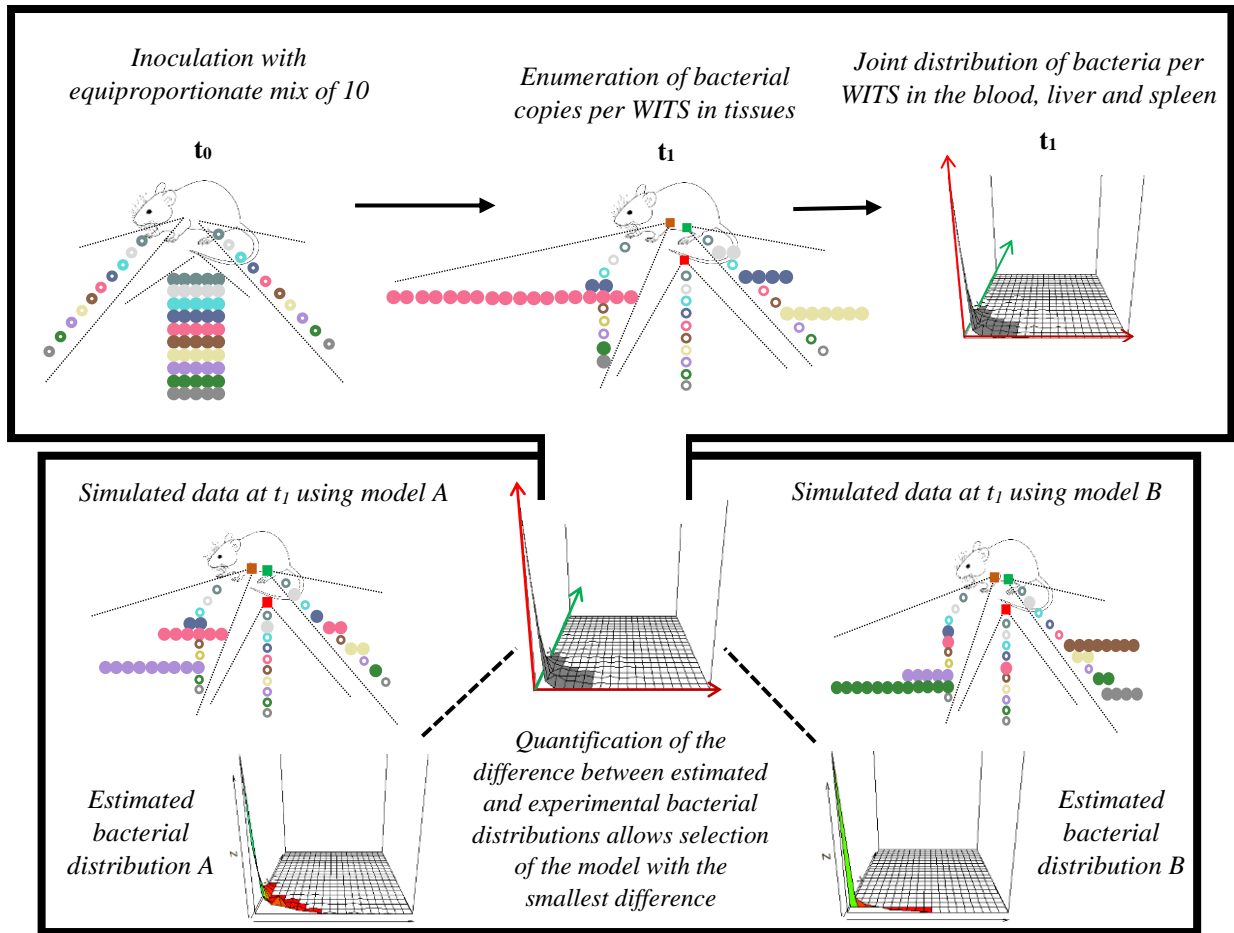 Inoculation with
equiproportionate mix of 10
t0
Enumeration of bacterial
copies per WITS in tissues
t1
Joint distribution of bacteria per
WITS in the blood, liver and spleen
t1
Simulated data at t1 using model A
Simulated data at t1 using model B
Estimated
bacterial
distribution A
Z
Quantification of the
difference between estimated
and experimental bacterial
distributions allows selection
of the model with the
smallest difference
Z
Estimated
bacterial
distribution B